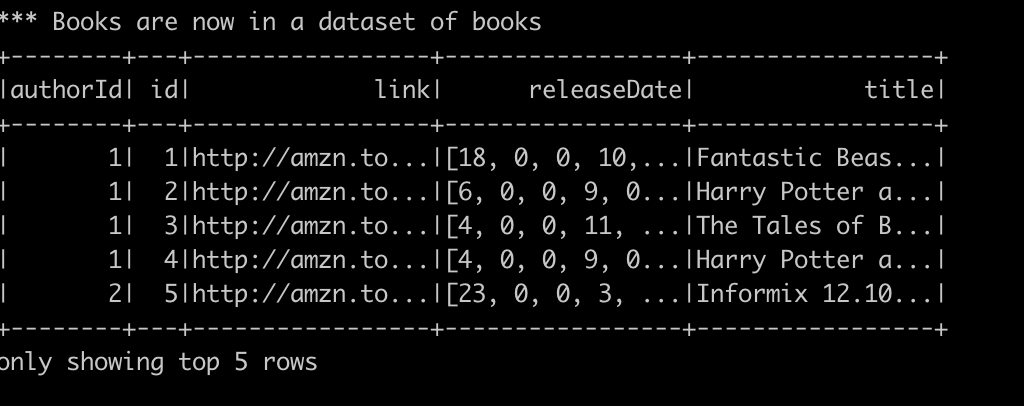 *** Books are now in a dataset of books
+--------+---+-----------------+-----------------+-----------------+
|authorId| id|             link|      releaseDate|            title|
+--------+---+-----------------+-----------------+-----------------+
|       1|  1|http://amzn.to...|[18, 0, 0, 10,...|Fantastic Beas...|
|       1|  2|http://amzn.to...|[6, 0, 0, 9, 0...|Harry Potter a...|
|       1|  3|http://amzn.to...|[4, 0, 0, 11, ...|The Tales of B...|
|       1|  4|http://amzn.to...|[4, 0, 0, 9, 0...|Harry Potter a...|
|       2|  5|http://amzn.to...|[23, 0, 0, 3, ...|Informix 12.10...|
+--------+---+-----------------+-----------------+-----------------+
only showing top 5 rows